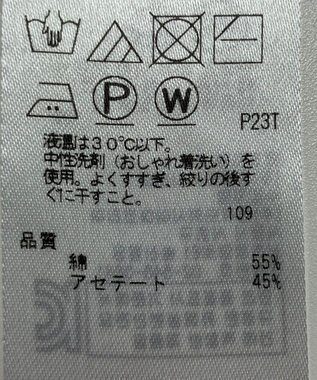 P
W
P23T
液温は30℃以下。
中性洗剤（おしゃれ着洗い）を
使用。よくすすぎ、絞りの後す
ぐに干すこと。
109
品質
綿 55%
アセテート 45%